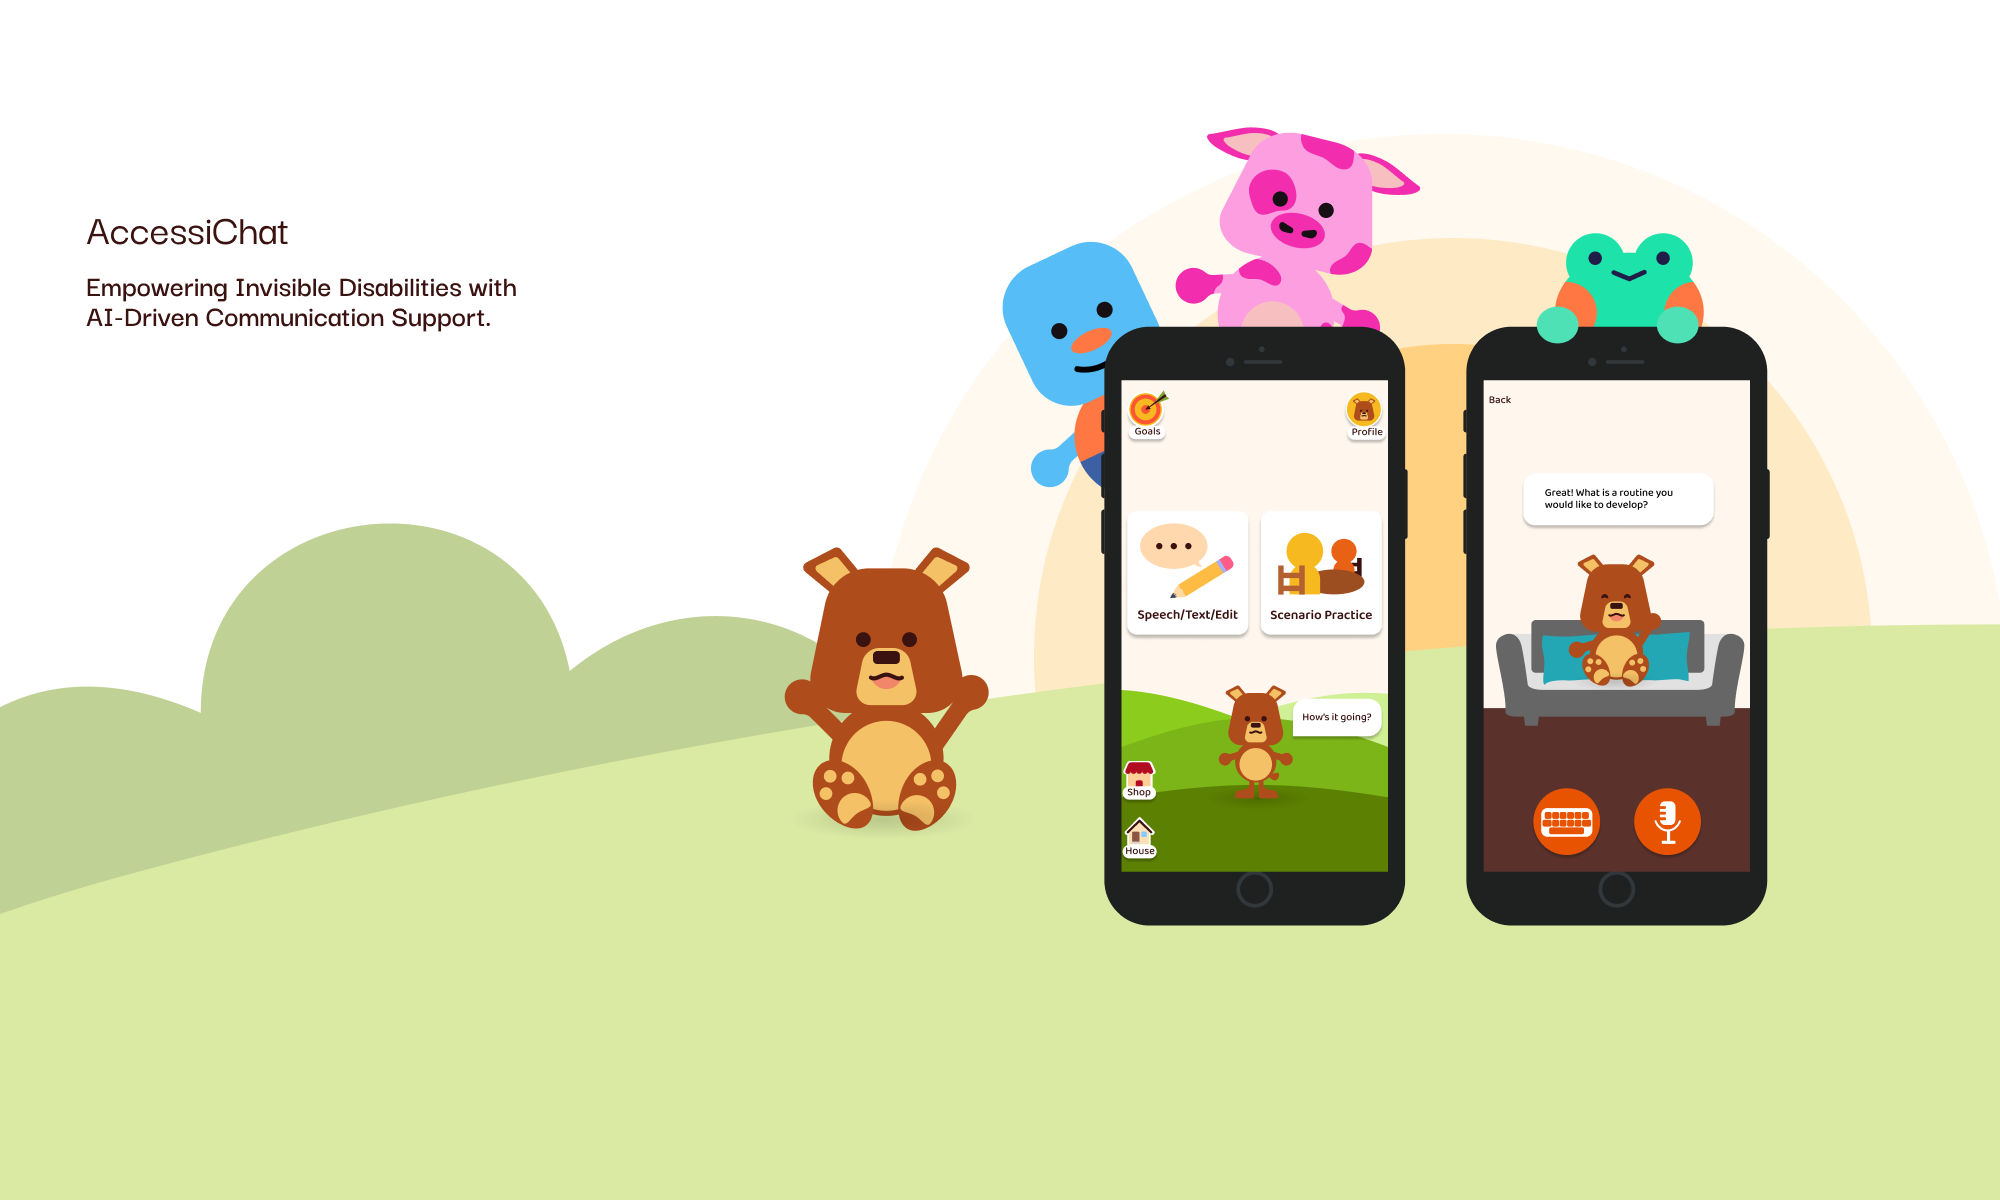 AccessiChat
Empowering Invisible Disabilities with
AI-Driven Communication Support.
Goals
Profile
Speech/Text/Edit
Scenario Practice
How's it going?
Shop
House
Back
Great! What is a routine you
would like to develop?